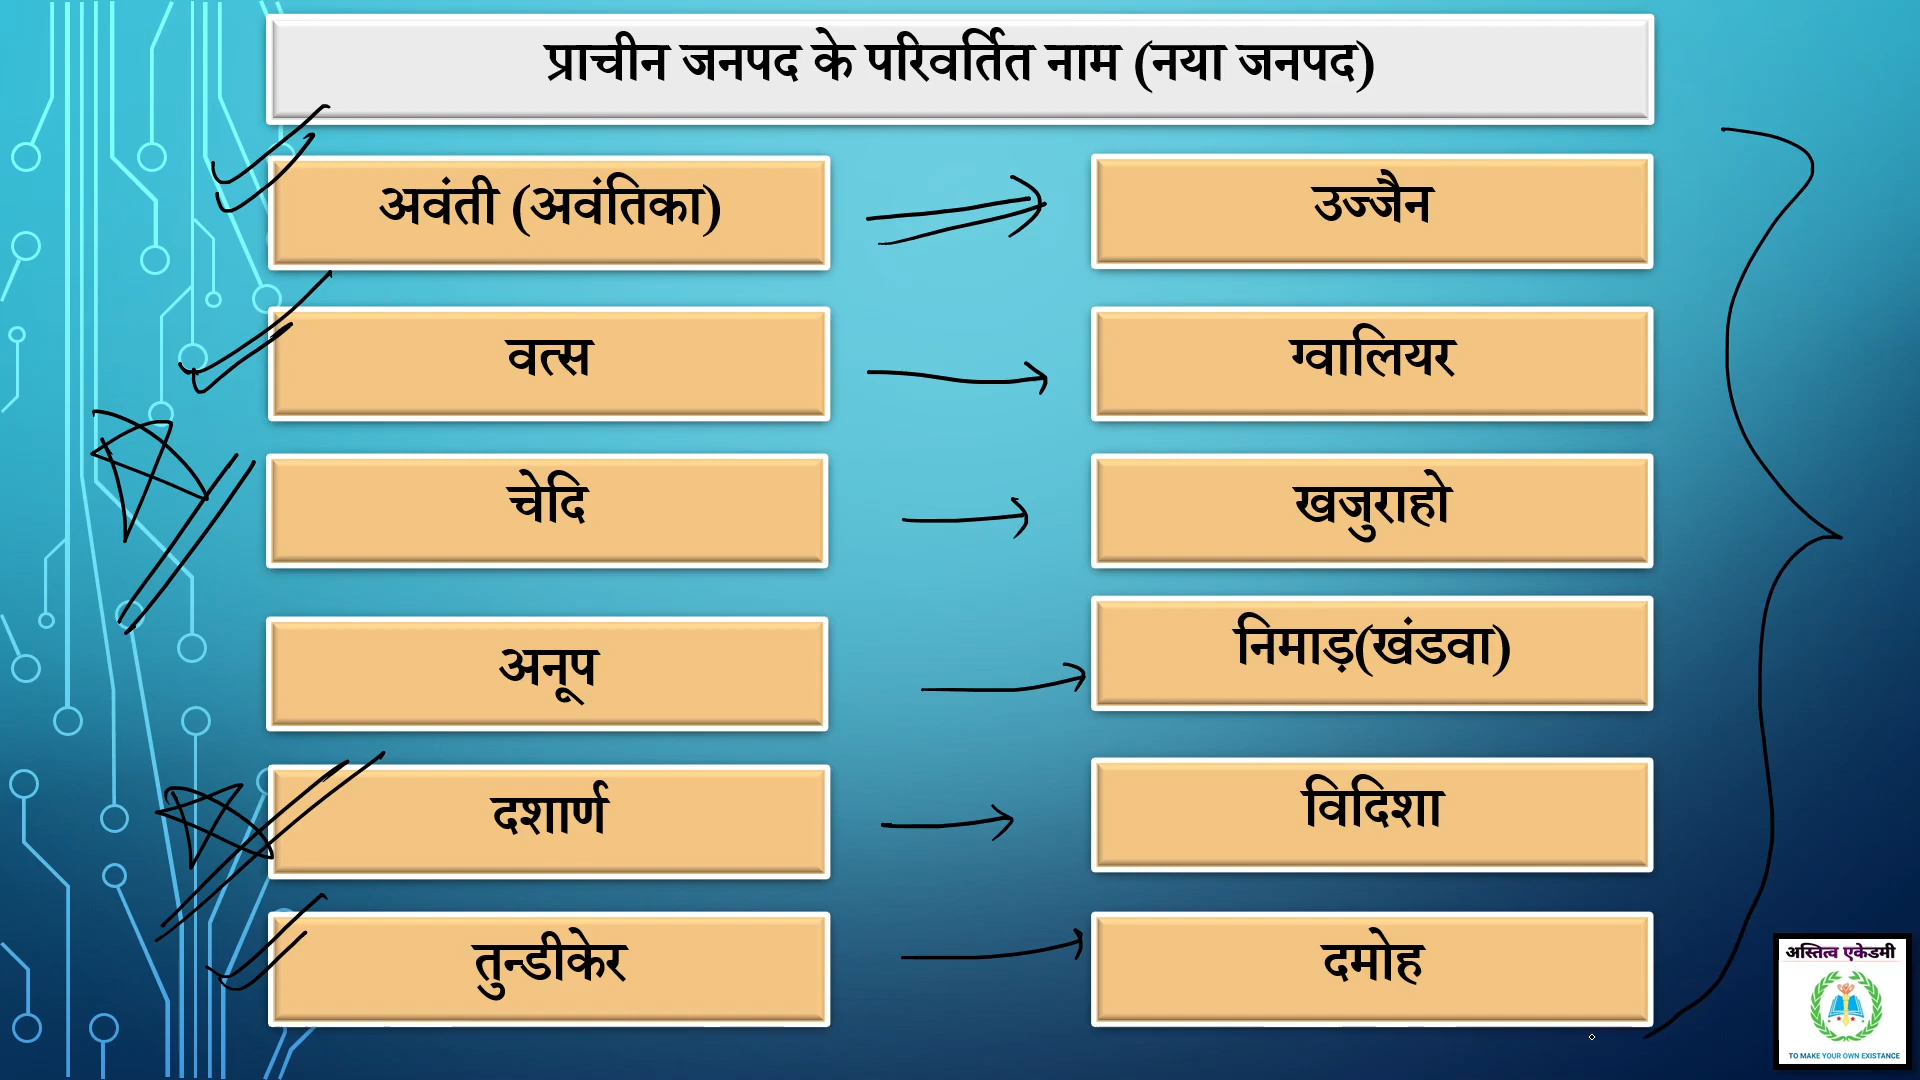 प्राचीन जनपद के परिवर्तित नाम (नया जनपद)
अवंती (अवंतिका)
उज्जैन
वत्स
ग्वालियर
चेदि
खजुराहो
अनूप
निमाड़(खंडवा)
दशार्ण
विदिशा
तुन्डीकेर
दमोह
अस्तित्व एकेडमी
TO MAKE YOUR OWN EXISTANCE